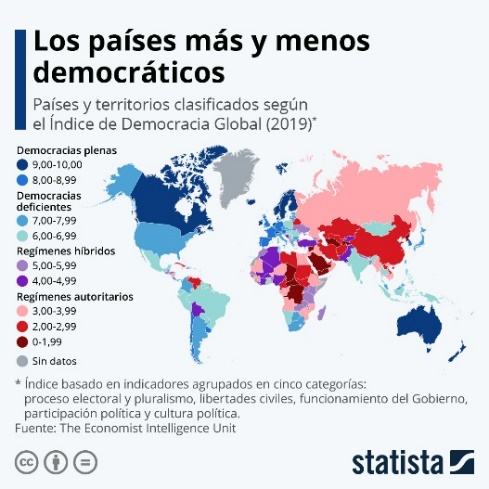 Los países más y menos
democráticos
Países y territorios clasificados según
el Índice de Democracia Global (2019)*
Democracias plenas
9,00-10,00
8,00-8,99
Democracias
deficientes
7,00-7,99
6,00-6,99
Regímenes híbridos
5,00-5,99
4,00-4,99
Regímenes autoritarios
3,00-3,99
2,00-2,99
0-1,99
Sin datos
* Índice basado en indicadores agrupados en cinco categorías:
proceso electoral y pluralismo, libertades civiles, funcionamiento del Gobierno,
participación política y cultura política.
Fuente: The Economist Intelligence Unit
cc
statista